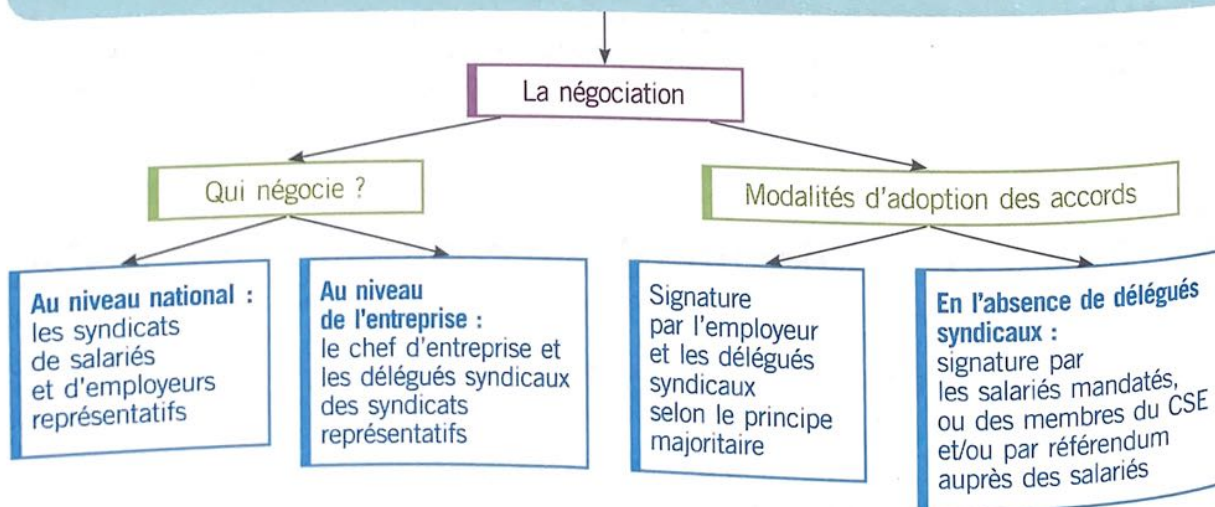 La négociation
Qui négocie ?
Modalités d'adoption des accords
Au niveau national :
les syndicats
de salariés
et d'employeurs
représentatifs
Au niveau
de l'entreprise :
le chef d'entreprise et
les délégués syndicaux
des syndicats
représentatifs
Signature
par l'employeur
et les délégués
syndicaux
selon le principe
majoritaire
En l'absence de délégués
syndicaux :
signature par
les salariés mandatés,
ou des membres du CSE
et/ou par référendum
auprès des salariés